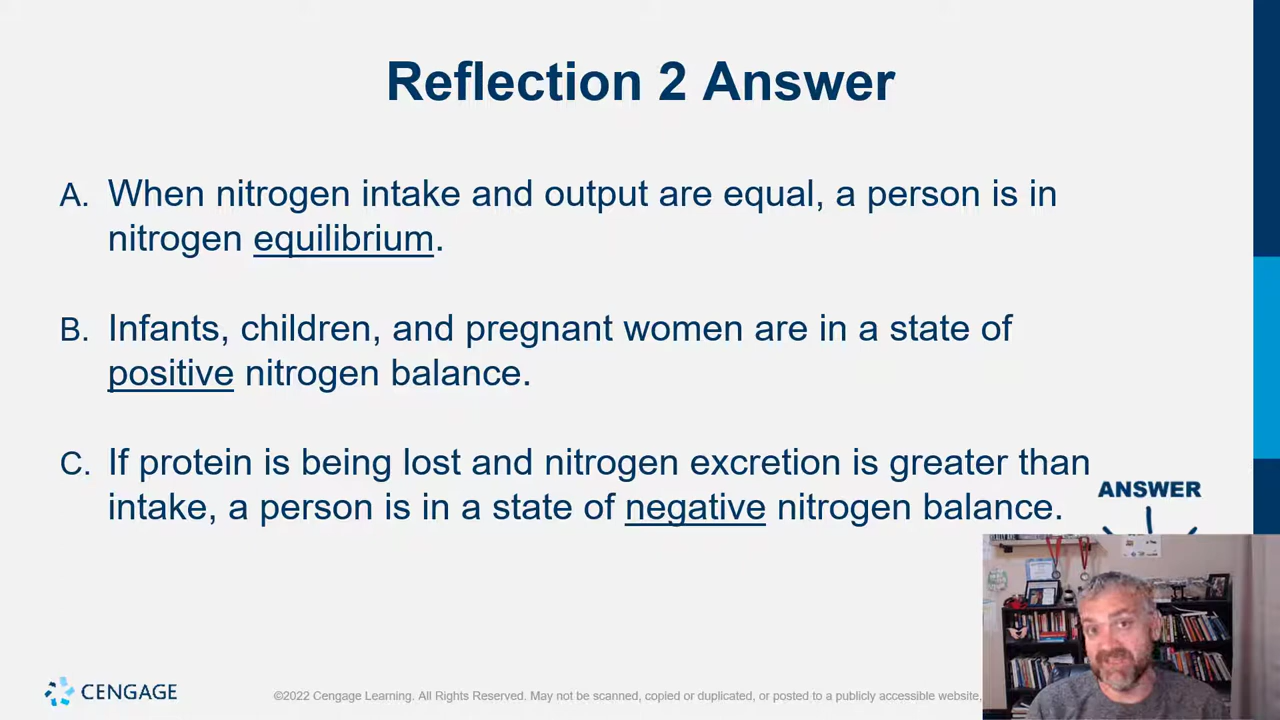 Reflection 2 Answer
A. When nitrogen intake and output are equal, a person is in
nitrogen equilibrium.
B. Infants, children, and pregnant women are in a state of
positive nitrogen balance.
C. If protein is being lost and nitrogen excretion is greater than
intake, a person is in a state of negative nitrogen balance.
ANSWER
CENGAGE
©2022 Cengage Learning. All Rights Reserved. May not be scanned, copied or duplicated, or posted to a publicly accessible website,